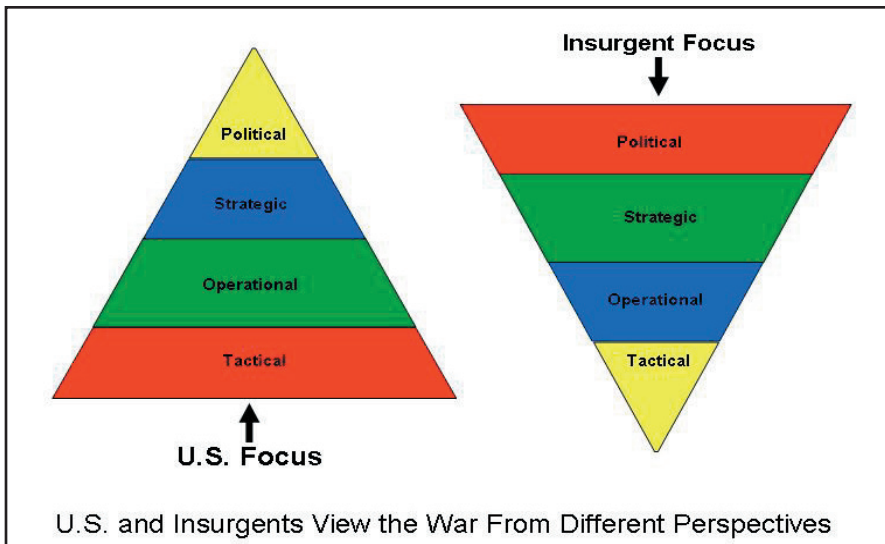 Political
Strategic
Operational
Tactical
U.S. Focus
Insurgent Focus
Political
Strategic
Operational
Tactical
U.S. and Insurgents View the War From Different Perspectives